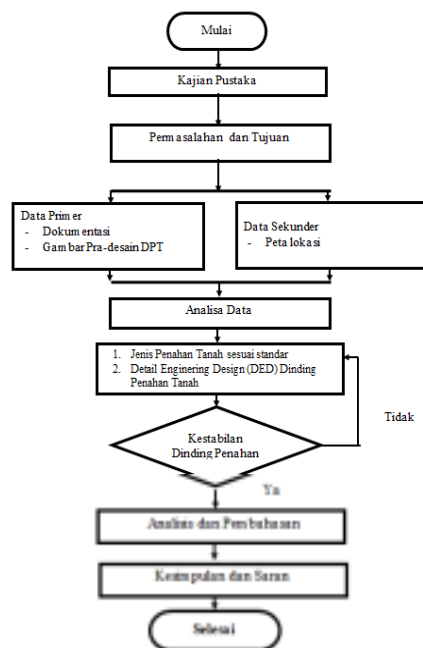 Mulai
Kajian Pustaka
Permasalahan dan Tujuan
Data Primer
- Dokumentasi
- Gambar Pra-desain DPT
Data Sekunder
- Peta lokasi
Analisa Data
1. Jenis Penahan Tanah sesuai standar
2. Detail Enginering Design (DED) Dinding
Penahan Tanah
Tidak
Kestabilan
Dinding Penahan
Ya
Analisis dan Pembahasan
Kesimpulan dan Saran
Selesai